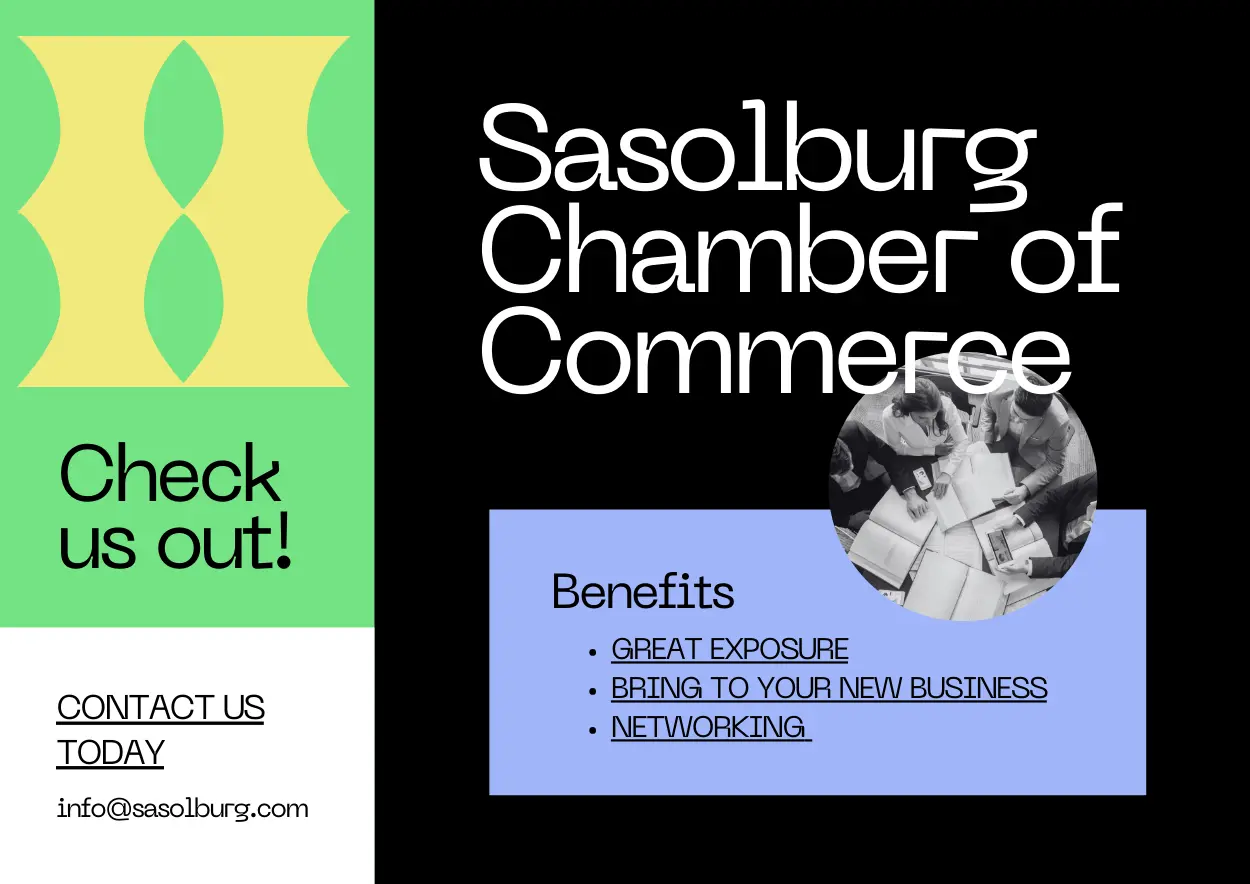 Sasolburg
Chamber of
Commerce
Check
us out!
Benefits
• GREAT EXPOSURE
• BRING TO YOUR NEW BUSINESS
• NETWORKING
CONTACT US
TODAY
info@sasolburg.com